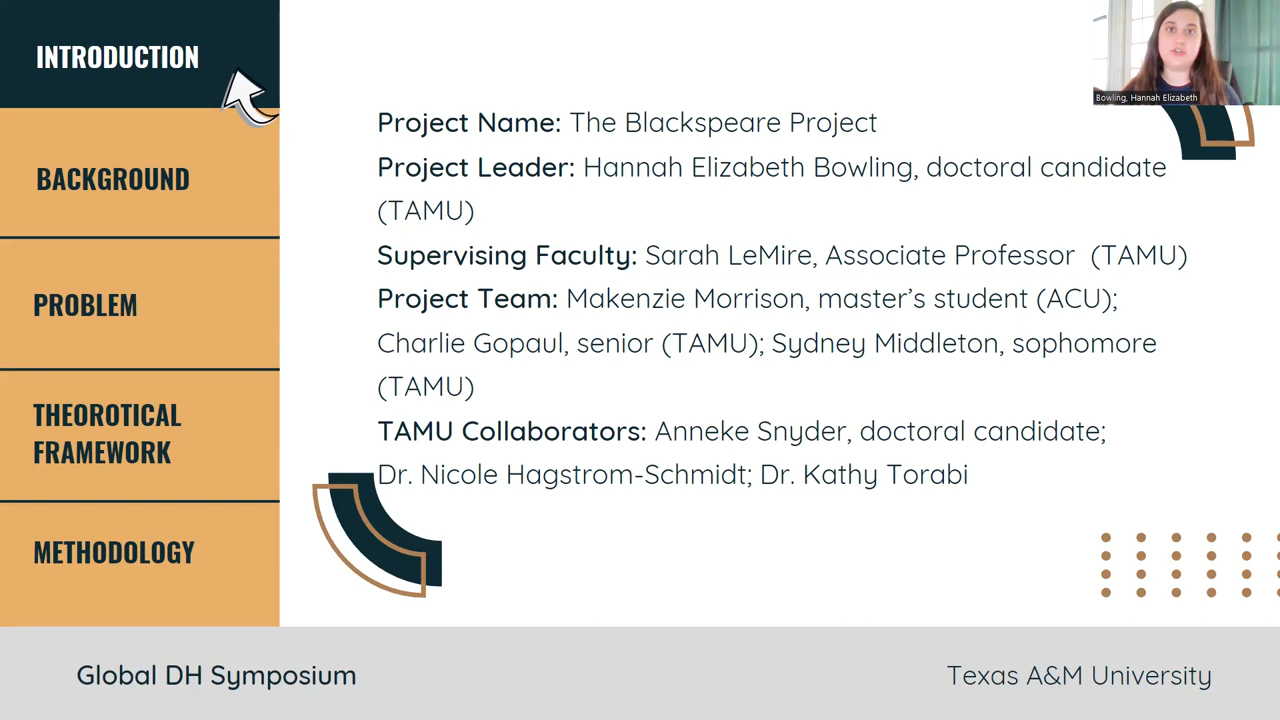 INTRODUCTION
BACKGROUND
PROBLEM
THEOROTICAL
FRAMEWORK
METHODOLOGY
Bowling, Hannah Elizabeth
Project Name: The Blackspeare Project
Project Leader: Hannah Elizabeth Bowling, doctoral candidate
(TAMU)
Supervising Faculty: Sarah LeMire, Associate Professor (TAMU)
Project Team: Makenzie Morrison, master's student (ACU);
Charlie Gopaul, senior (TAMU); Sydney Middleton, sophomore
(TAMU)
TAMU Collaborators: Anneke Snyder, doctoral candidate;
Dr. Nicole Hagstrom-Schmidt; Dr. Kathy Torabi
Global DH Symposium
Texas A&M University